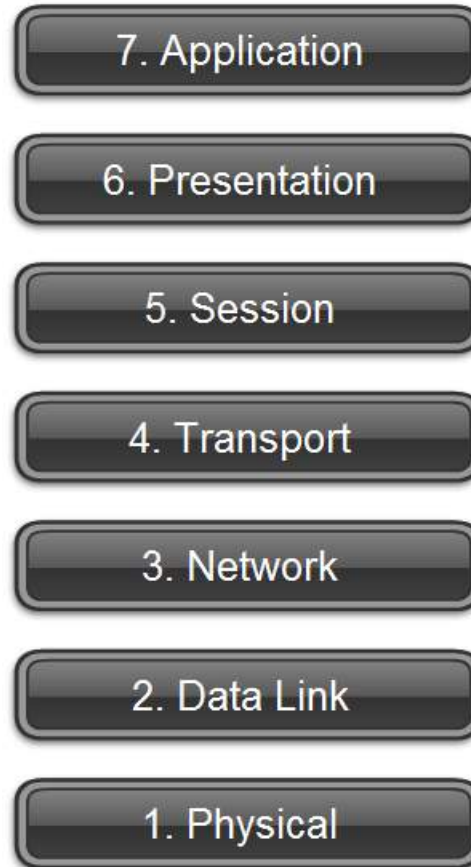 7. Application
6. Presentation
5. Session
4. Transport
3. Network
2. Data Link
1. Physical